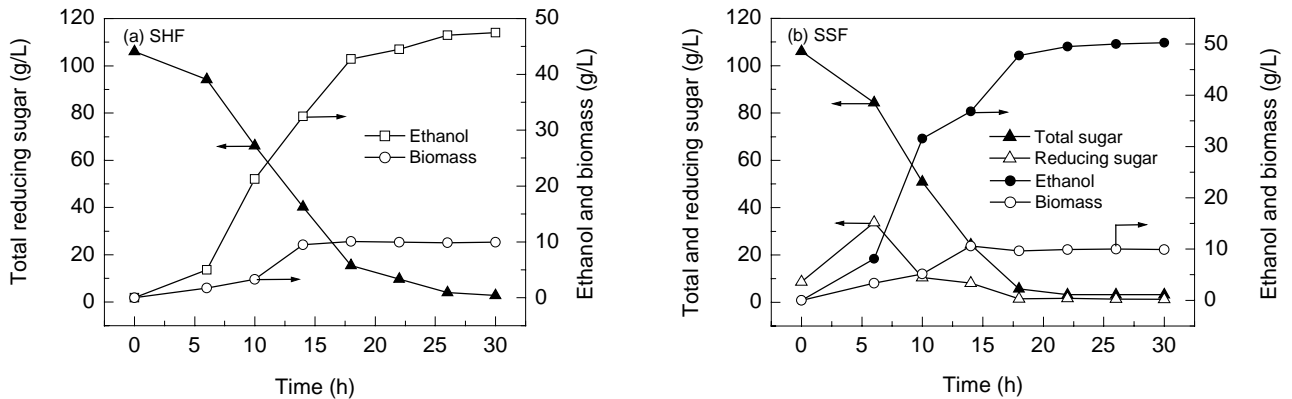 (a) SHF
120
100
80
60
40
20
0
Total reducing sugar (g/L)
50
40
30
20
10
0
Ethanol and biomass (g/L)
Ethanol
Biomass
0 5 10 15 20 25 30
Time (h)
(b) SSF
120
100
80
60
40
20
0
Total and reducing sugar (g/L)
50
40
30
20
10
0
Ethanol and biomass (g/L)
Total sugar
Reducing sugar
Ethanol
Biomass
0 5 10 15 20 25 30
Time (h)